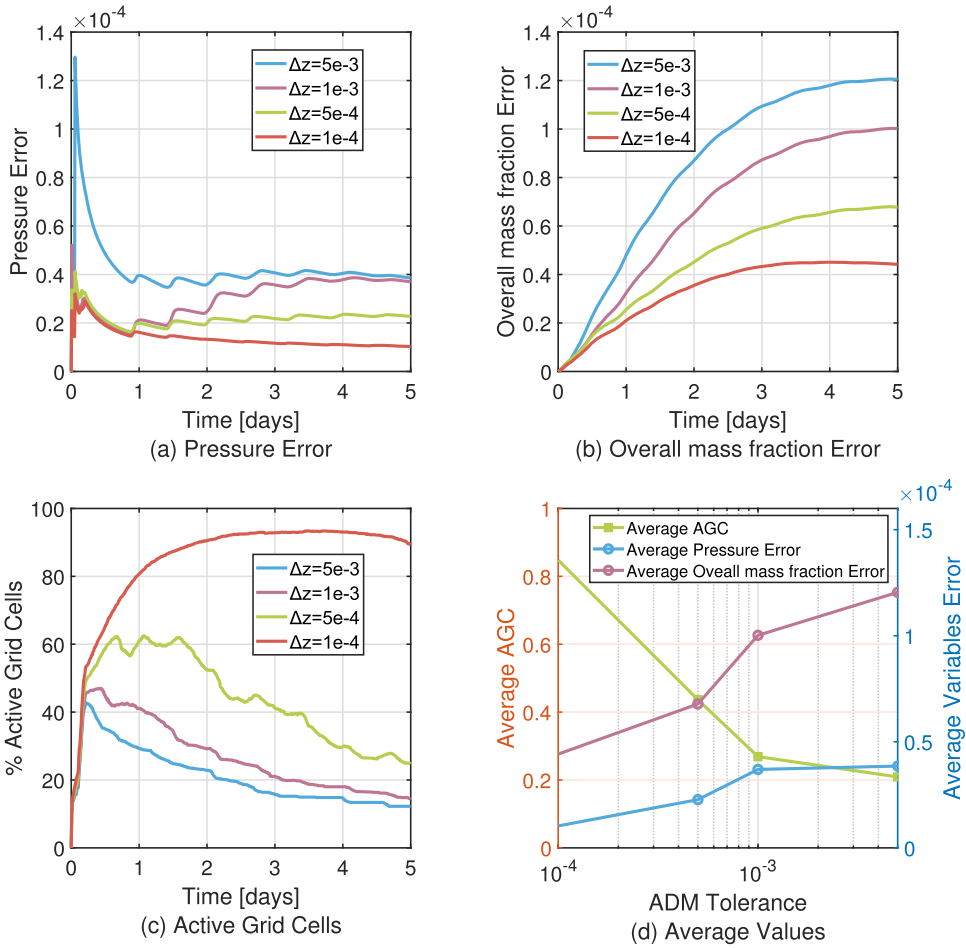 ×10⁻⁴
1.4
1.2
1
0.8
0.6
0.4
0.2
0
Pressure Error
Δz=5e-3
Δz=1e-3
Δz=5e-4
Δz=1e-4
0 1 2 3 4 5
Time [days]
(a) Pressure Error
×10⁻⁴
1.4
1.2
1
0.8
0.6
0.4
0.2
0
Overall mass fraction Error
Δz=5e-3
Δz=1e-3
Δz=5e-4
Δz=1e-4
0 1 2 3 4 5
Time [days]
(b) Overall mass fraction Error
100
80
60
40
20
0
% Active Grid Cells
Δz=5e-3
Δz=1e-3
Δz=5e-4
Δz=1e-4
0 1 2 3 4 5
Time [days]
(c) Active Grid Cells
×10⁻⁴
1
0.8
0.6
0.4
0.2
0
Average AGC
Average AGC
Average Pressure Error
Average Oveall mass fraction Error
1.5
1
0.5
0
Average Variables Error
10⁻⁴ 10⁻³
ADM Tolerance
(d) Average Values